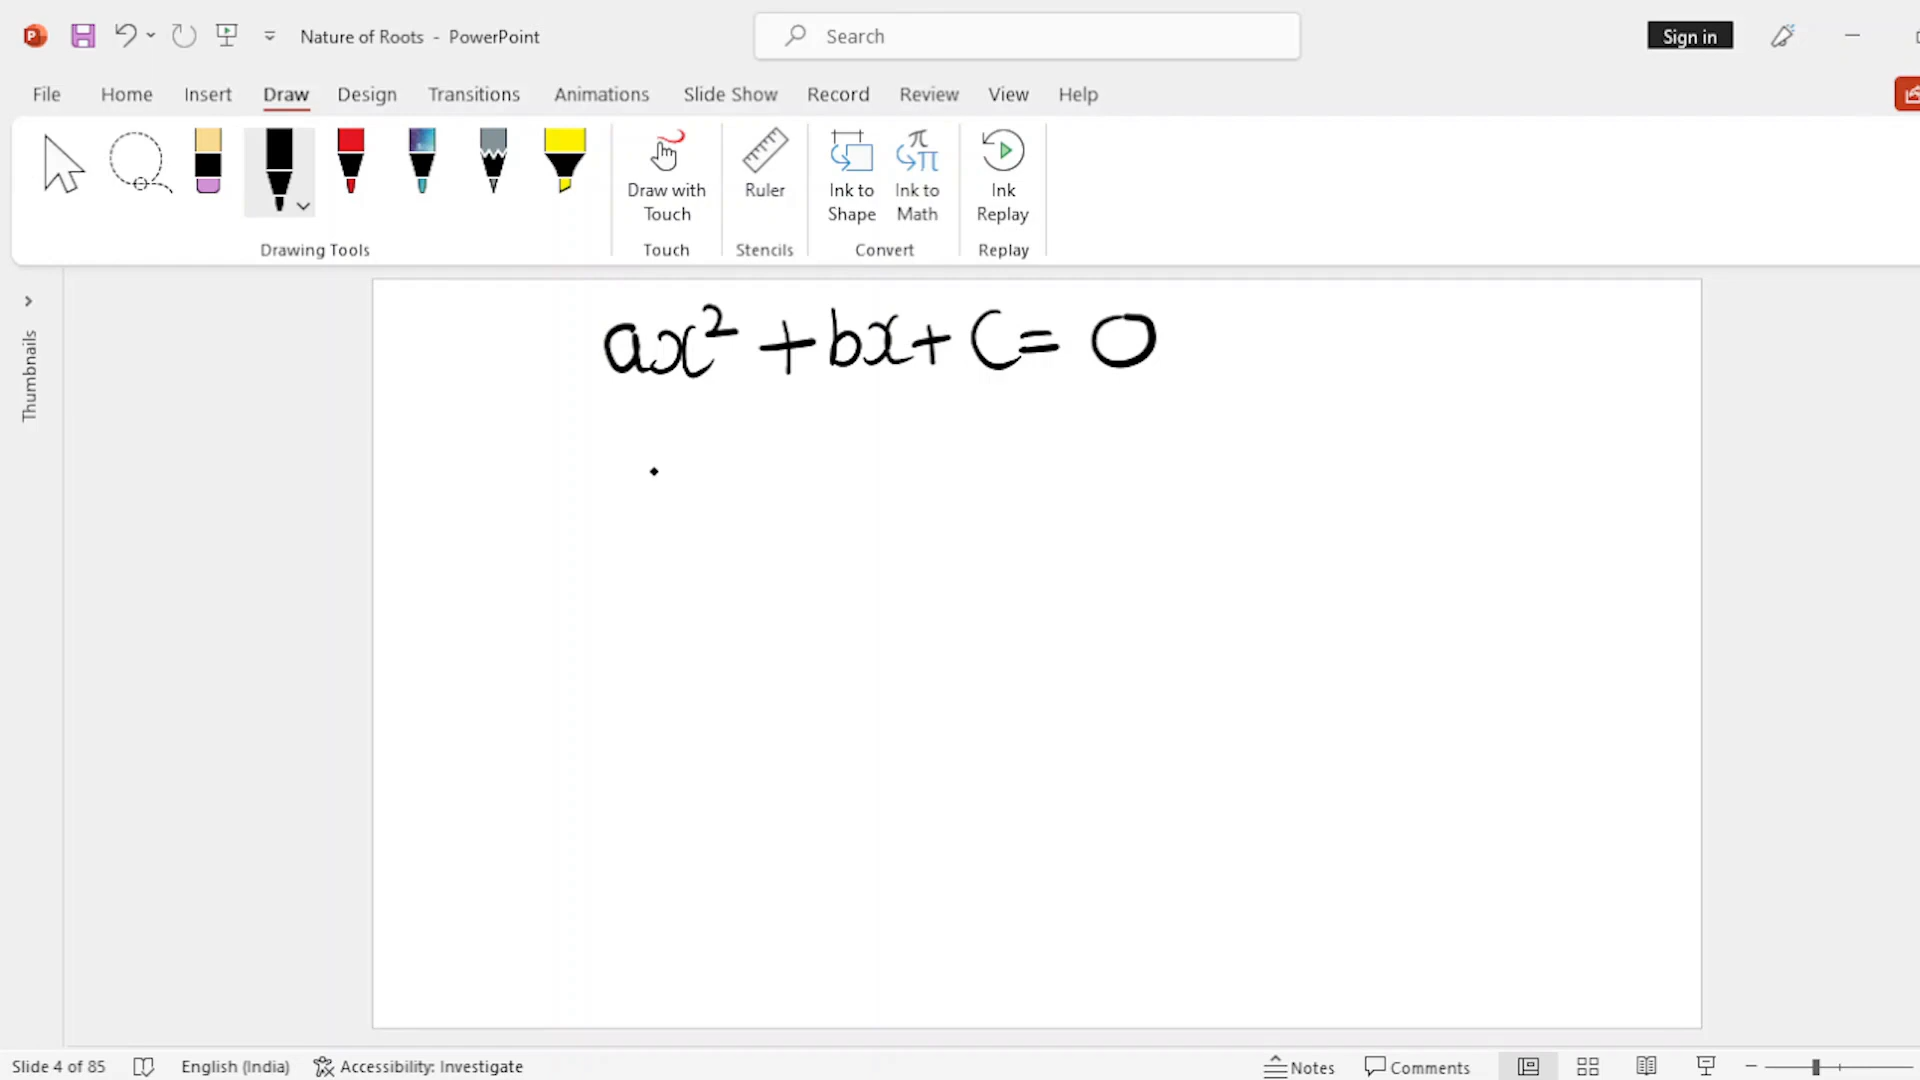 Nature of Roots - PowerPoint
Search
Sign in
File Home Insert Draw Design Transitions Animations Slide Show Record Review View Help
Draw with Touch
Ruler
Ink to Shape
Ink to Math
Ink Replay
Drawing Tools Touch Stencils Convert Replay
Thumbnails
ax² + bx + c = 0
Slide 4 of 85 English (India) Accessibility: Investigate Notes Comments